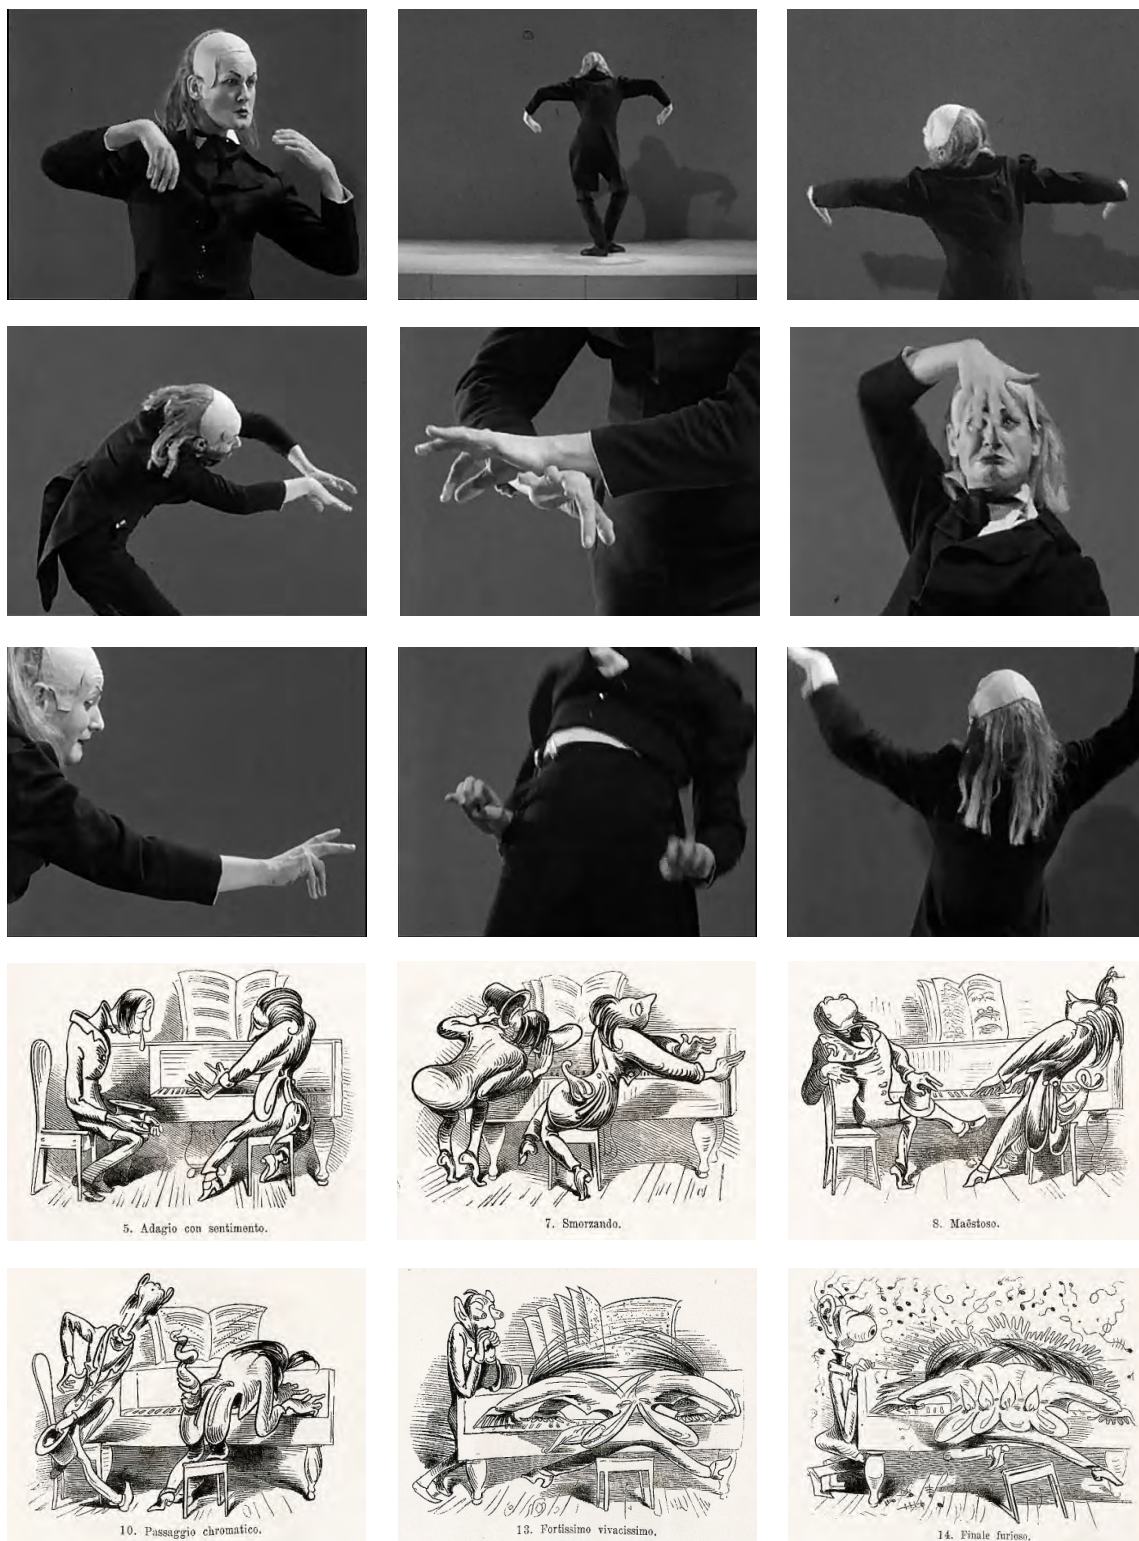 5. Adagio con sentimento.
7. Smorzando.
8. Maëstoso.
10. Passaggio chromatico.
13. Fortissimo vivacissimo.
14. Finale furioso.